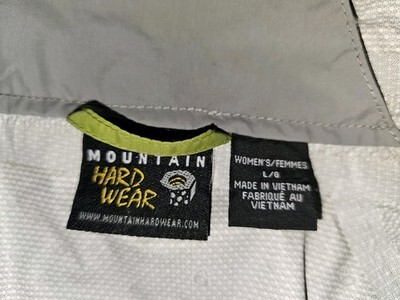 MOUNTAIN
HARD
WEAR
WWW.MOUNTAINHARDWEAR.COM
WOMEN'S/FEMMES
L/G
MADE IN VIETNAM
FABRIQUÉ AU
VIETNAM